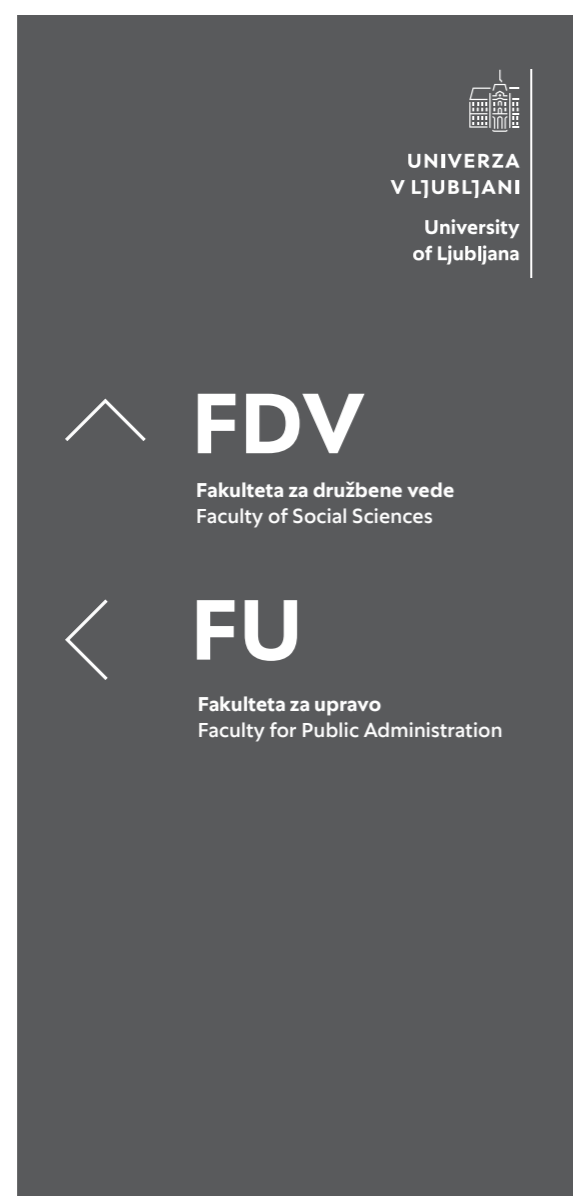 UNIVERZA
V LJUBLJANI
University
of Ljubljana
FDV
Fakulteta za družbene vede
Faculty of Social Sciences
FU
Fakulteta za upravo
Faculty for Public Administration